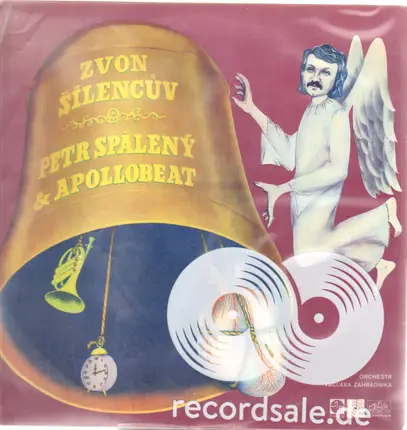 ZVON
ŠÍLENCŮV
PETR SPÁLENÝ
& APOLLOBEAT
ORCHESTR
VÁCLAVA ZAHRADNÍKA
recordsale.de